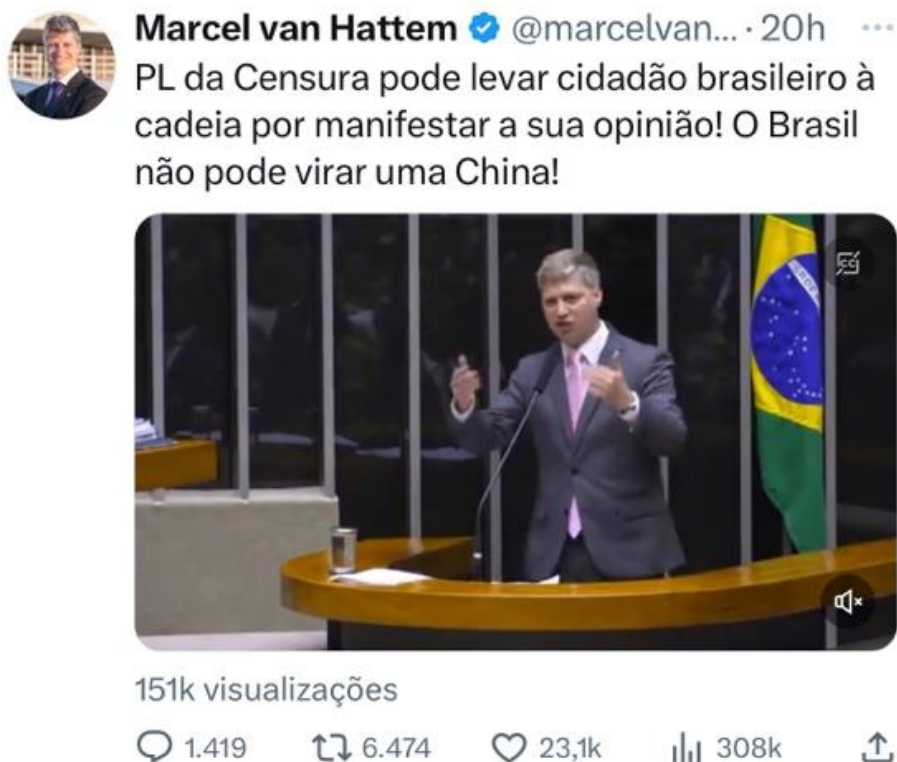 Marcel van Hattem @marcelvan... · 20h
PL da Censura pode levar cidadão brasileiro à
cadeia por manifestar a sua opinião! O Brasil
não pode virar uma China!
CC
151k visualizações
1.419 6.474 23,1k 308k